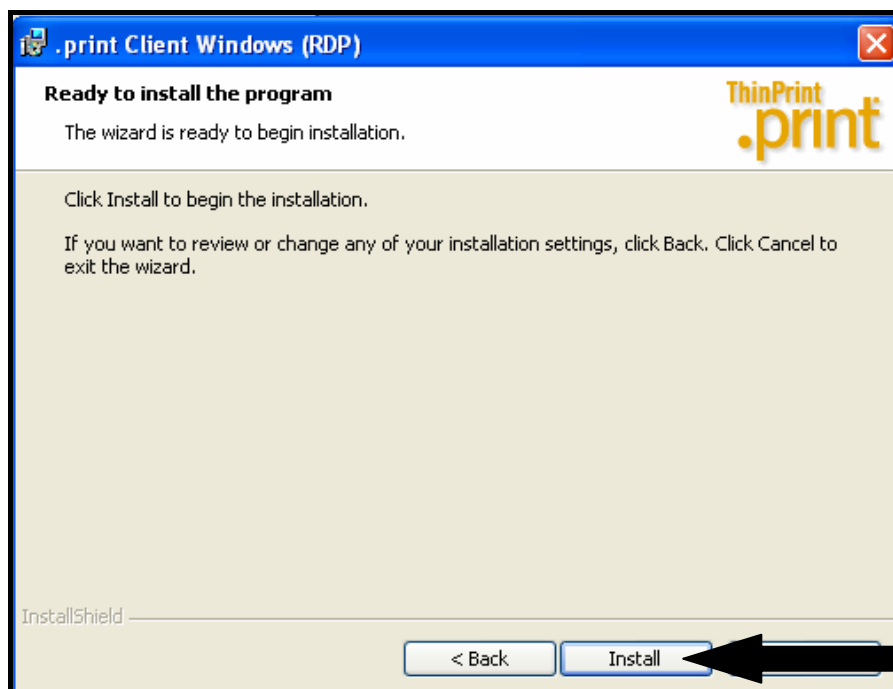 .print Client Windows (RDP)
Ready to install the program
The wizard is ready to begin installation.
ThinPrint
.print
Click Install to begin the installation.
If you want to review or change any of your installation settings, click Back. Click Cancel to
exit the wizard.
InstallShield
< Back
Install